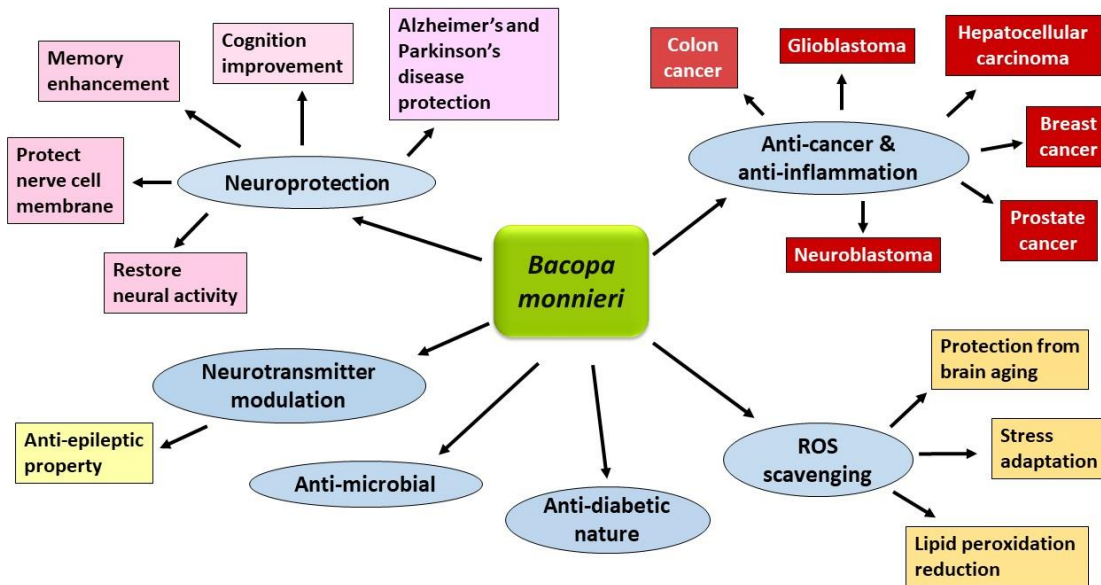 Memory
enhancement
Cognition
improvement
Alzheimer’s and
Parkinson’s
disease
protection
Protect
nerve cell
membrane
Neuroprotection
Restore
neural activity
Colon
cancer
Glioblastoma
Hepatocellular
carcinoma
Anti-cancer &
anti-inflammation
Breast
cancer
Prostate
cancer
Neuroblastoma
Bacopa
monnieri
Neurotransmitter
modulation
Anti-epileptic
property
Anti-microbial
Anti-diabetic
nature
ROS
scavenging
Protection from
brain aging
Stress
adaptation
Lipid peroxidation
reduction